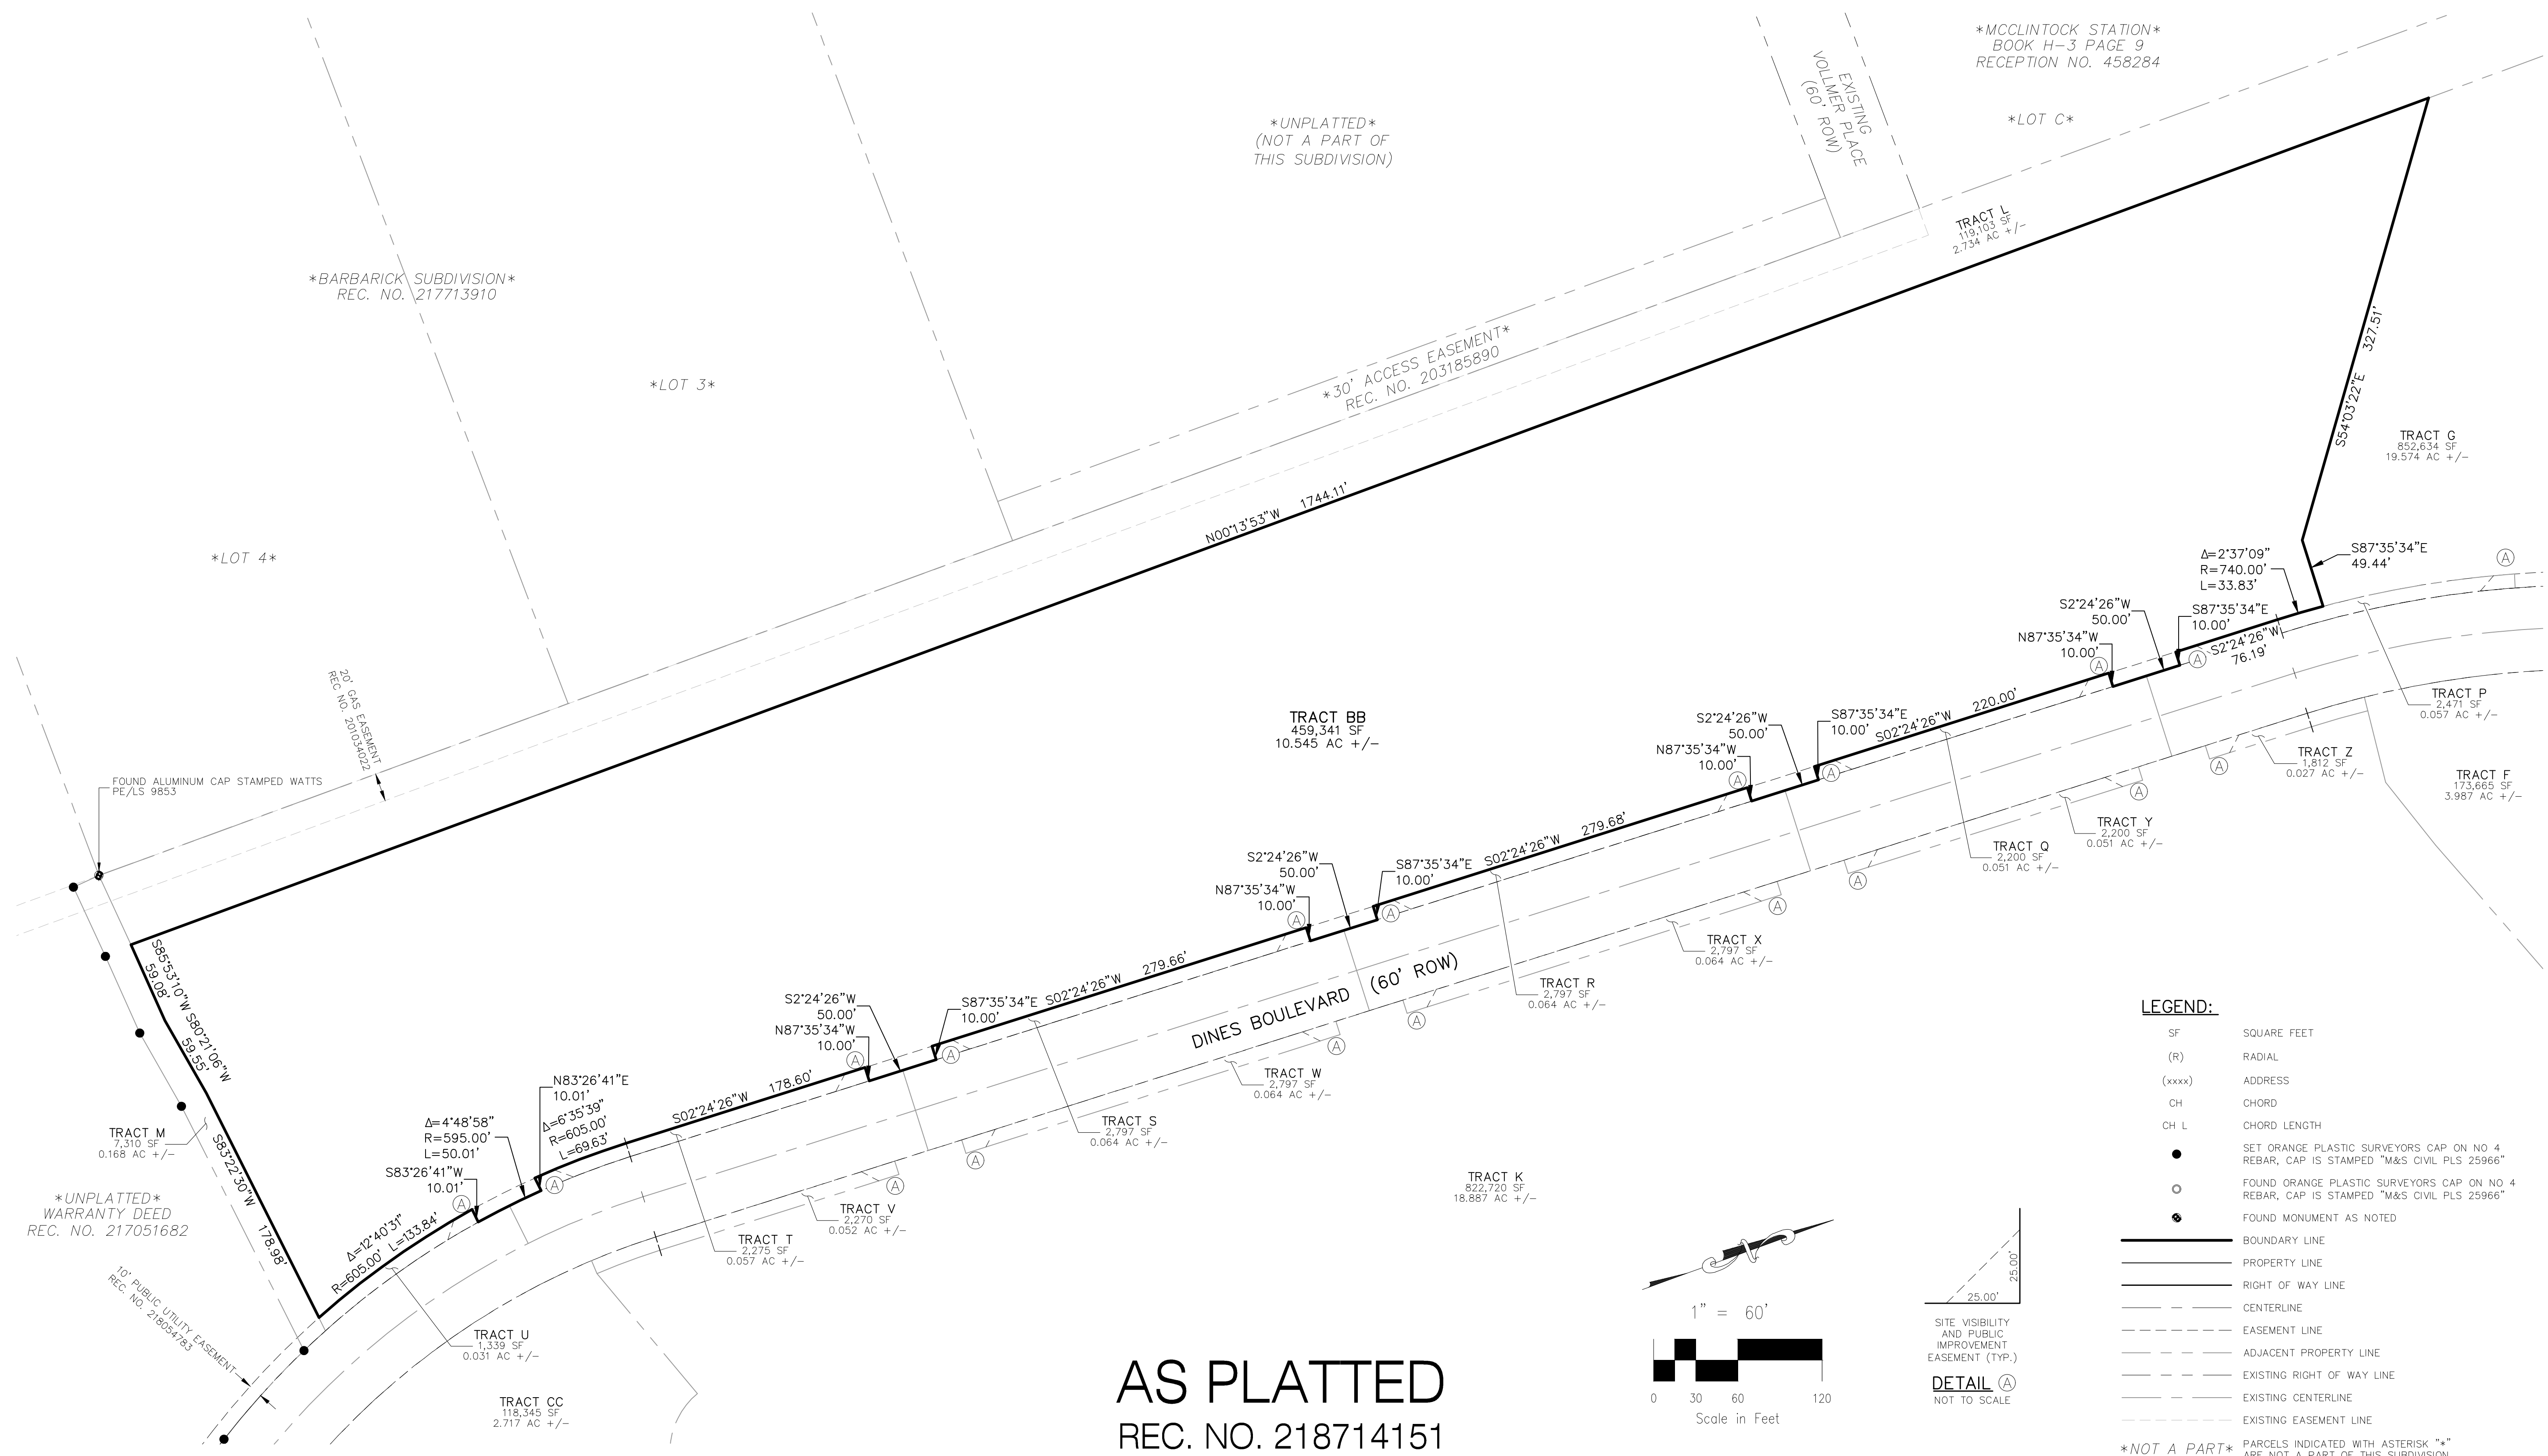 *MCCLINTOCK STATION*
BOOK H-3 PAGE 9
RECEPTION NO. 458284
*LOT C*
EXISTING
VOLLMER PLACE
(60' ROW)
*UNPLATTED*
(NOT A PART OF
THIS SUBDIVISION)
TRACT L
119,103 SF
2.734 AC +/-
*BARBARICK SUBDIVISION*
REC. NO. 217713910
*LOT 3*
*30' ACCESS EASEMENT*
REC. NO. 203185890
*LOT 4*
N00°13'53"W 1744.11'
S54°03'22"E 327.51'
TRACT G
852,634 SF
19.574 AC +/-
S87°35'34"E
49.44'
Δ=2°37'09"
R=740.00'
L=33.83'
S2°24'26"W
50.00'
S87°35'34"E
10.00'
N87°35'34"W
10.00'
S2°24'26"W
76.19'
A
A
A
TRACT P
2,471 SF
0.057 AC +/-
20' GAS EASEMENT
REC NO. 201034022
TRACT BB
459,341 SF
10.545 AC +/-
S2°24'26"W
50.00'
S87°35'34"E
10.00'
N87°35'34"W
10.00'
S02°24'26"W 220.00'
A
A
TRACT Z
1,812 SF
0.027 AC +/-
A
A
TRACT F
173,665 SF
3.987 AC +/-
FOUND ALUMINUM CAP STAMPED WATTS
PE/LS 9853
TRACT Y
2,200 SF
0.051 AC +/-
TRACT Q
2,200 SF
0.051 AC +/-
A
A
S2°24'26"W
50.00'
S87°35'34"E
10.00'
N87°35'34"W
10.00'
S02°24'26"W 279.68'
A
A
TRACT X
2,797 SF
0.064 AC +/-
TRACT R
2,797 SF
0.064 AC +/-
DINES BOULEVARD (60' ROW)
A
A
S85°53'10"W
59.08'
S80°21'06"W
59.55'
S83°22'30"W 178.98'
S2°24'26"W
50.00'
S87°35'34"E
10.00'
N87°35'34"W
10.00'
S02°24'26"W 279.66'
A
A
TRACT W
2,797 SF
0.064 AC +/-
TRACT S
2,797 SF
0.064 AC +/-
A
A
N83°26'41"E
10.01'
Δ=4°48'58"
R=595.00'
L=50.01'
S83°26'41"W
10.01'
Δ=6°35'39"
R=605.00'
L=69.63'
S02°24'26"W 178.60'
A
A
TRACT M
7,310 SF
0.168 AC +/-
*UNPLATTED*
WARRANTY DEED
REC. NO. 217051682
Δ=12°40'31"
R=605.00' L=133.84'
TRACT V
2,270 SF
0.052 AC +/-
TRACT T
2,275 SF
0.057 AC +/-
TRACT K
822,720 SF
18.887 AC +/-
10' PUBLIC UTILITY EASEMENT
REC. NO. 218054783
TRACT U
1,339 SF
0.031 AC +/-
TRACT CC
118,345 SF
2.717 AC +/-
AS PLATTED
REC. NO. 218714151
N
1" = 60'
0 30 60 120
Scale in Feet
25.00'
25.00'
SITE VISIBILITY
AND PUBLIC
IMPROVEMENT
EASEMENT (TYP.)
DETAIL A
NOT TO SCALE
LEGEND:
SF SQUARE FEET
(R) RADIAL
(xxxx) ADDRESS
CH CHORD
CH L CHORD LENGTH
SET ORANGE PLASTIC SURVEYORS CAP ON NO 4
REBAR, CAP IS STAMPED "M&S CIVIL PLS 25966"
FOUND ORANGE PLASTIC SURVEYORS CAP ON NO 4
REBAR, CAP IS STAMPED "M&S CIVIL PLS 25966"
FOUND MONUMENT AS NOTED
BOUNDARY LINE
PROPERTY LINE
RIGHT OF WAY LINE
CENTERLINE
EASEMENT LINE
ADJACENT PROPERTY LINE
EXISTING RIGHT OF WAY LINE
EXISTING CENTERLINE
EXISTING EASEMENT LINE
*NOT A PART* PARCELS INDICATED WITH ASTERISK "*"
ARE NOT A PART OF THIS SUBDIVISION